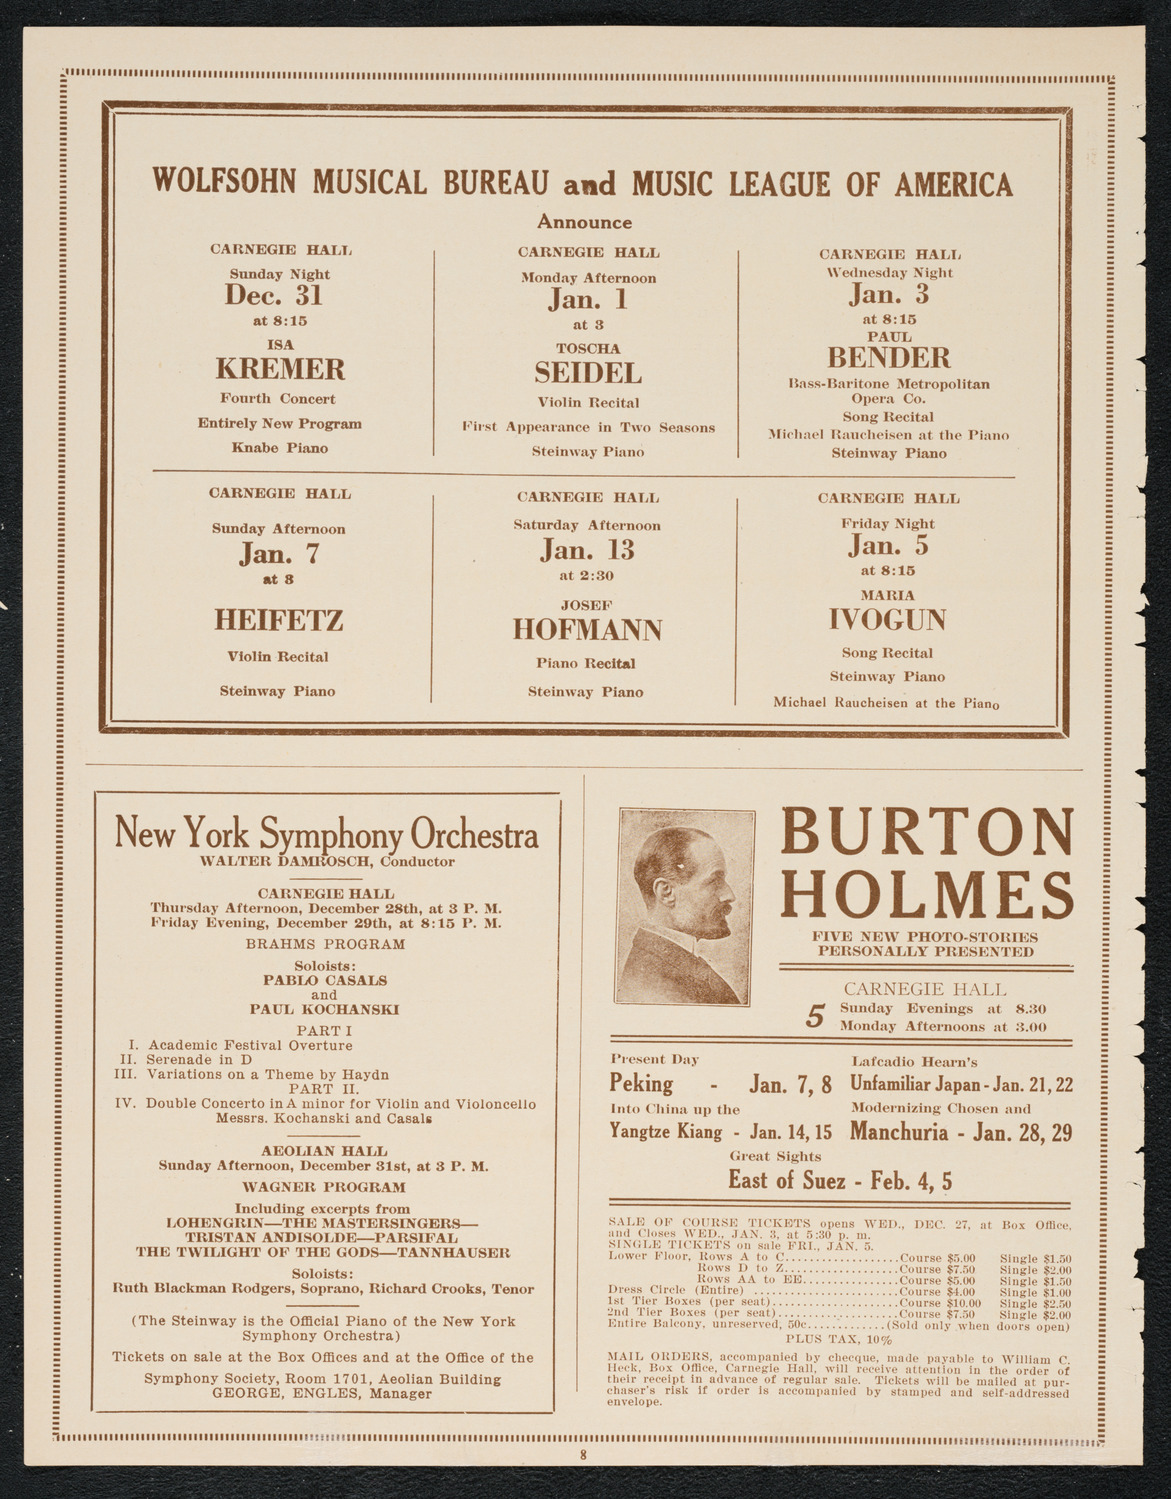 WOLFSOHN MUSICAL BUREAU and MUSIC LEAGUE OF AMERICA
Announce
CARNEGIE HALL
Sunday Night
Dec. 31
at 8:15
ISA
KREMER
Fourth Concert
Entirely New Program
Knabe Piano
CARNEGIE HALL
Monday Afternoon
Jan. 1
at 3
TOSCHA
SEIDEL
Violin Recital
First Appearance in Two Seasons
Steinway Piano
CARNEGIE HALL
Wednesday Night
Jan. 3
at 8:15
PAUL
BENDER
Bass-Baritone Metropolitan
Opera Co.
Song Recital
Michael Raucheisen at the Piano
Steinway Piano
CARNEGIE HALL
Sunday Afternoon
Jan. 7
at 3
HEIFETZ
Violin Recital
Steinway Piano
CARNEGIE HALL
Saturday Afternoon
Jan. 13
at 2:30
JOSEF
HOFMANN
Piano Recital
Steinway Piano
CARNEGIE HALL
Friday Night
Jan. 5
at 8:15
MARIA
IVOGUN
Song Recital
Steinway Piano
Michael Raucheisen at the Piano
New York Symphony Orchestra
WALTER DAMROSCH, Conductor
CARNEGIE HALL
Thursday Afternoon, December 28th, at 3 P. M.
Friday Evening, December 29th, at 8:15 P. M.
BRAHMS PROGRAM
Soloists:
PABLO CASALS
and
PAUL KOCHANSKI
PART I
I. Academic Festival Overture
II. Serenade in D
III. Variations on a Theme by Haydn
PART II.
IV. Double Concerto in A minor for Violin and Violoncello
Messrs. Kochanski and Casals
AEOLIAN HALL
Sunday Afternoon, December 31st, at 3 P. M.
WAGNER PROGRAM
Including excerpts from
LOHENGRIN—THE MASTERSINGERS—
TRISTAN ANDISOLDE—PARSIFAL
THE TWILIGHT OF THE GODS—TANNHAUSER
Soloists:
Ruth Blackman Rodgers, Soprano, Richard Crooks, Tenor
(The Steinway is the Official Piano of the New York
Symphony Orchestra)
Tickets on sale at the Box Offices and at the Office of the
Symphony Society, Room 1701, Aeolian Building
GEORGE, ENGLES, Manager
BURTON
HOLMES
FIVE NEW PHOTO-STORIES
PERSONALLY PRESENTED
CARNEGIE HALL
5 Sunday Evenings at 8.30
Monday Afternoons at 3.00
Present Day
Peking - Jan. 7, 8
Lafcadio Hearn's
Unfamiliar Japan - Jan. 21, 22
Into China up the
Yangtze Kiang - Jan. 14, 15
Modernizing Chosen and
Manchuria - Jan. 28, 29
Great Sights
East of Suez - Feb. 4, 5
SALE OF COURSE TICKETS opens WED., DEC. 27, at Box Office,
and Closes WED., JAN. 3, at 5:30 p. m.
SINGLE TICKETS on sale FRI., JAN. 5.
Lower Floor, Rows A to C...................Course $5.00 Single $1.50
Rows D to Z...................Course $7.50 Single $2.00
Rows AA to EE................Course $5.00 Single $1.50
Dress Circle (Entire) ........................Course $4.00 Single $1.00
1st Tier Boxes (per seat).....................Course $10.00 Single $2.50
2nd Tier Boxes (per seat)....................Course $7.50 Single $2.00
Entire Balcony, unreserved, 50c.............(Sold only when doors open)
PLUS TAX, 10%
MAIL ORDERS, accompanied by checque, made payable to William C.
Heck, Box Office, Carnegie Hall, will receive attention in the order of
their receipt in advance of regular sale. Tickets will be mailed at pur-
chaser's risk if order is accompanied by stamped and self-addressed
envelope.
8